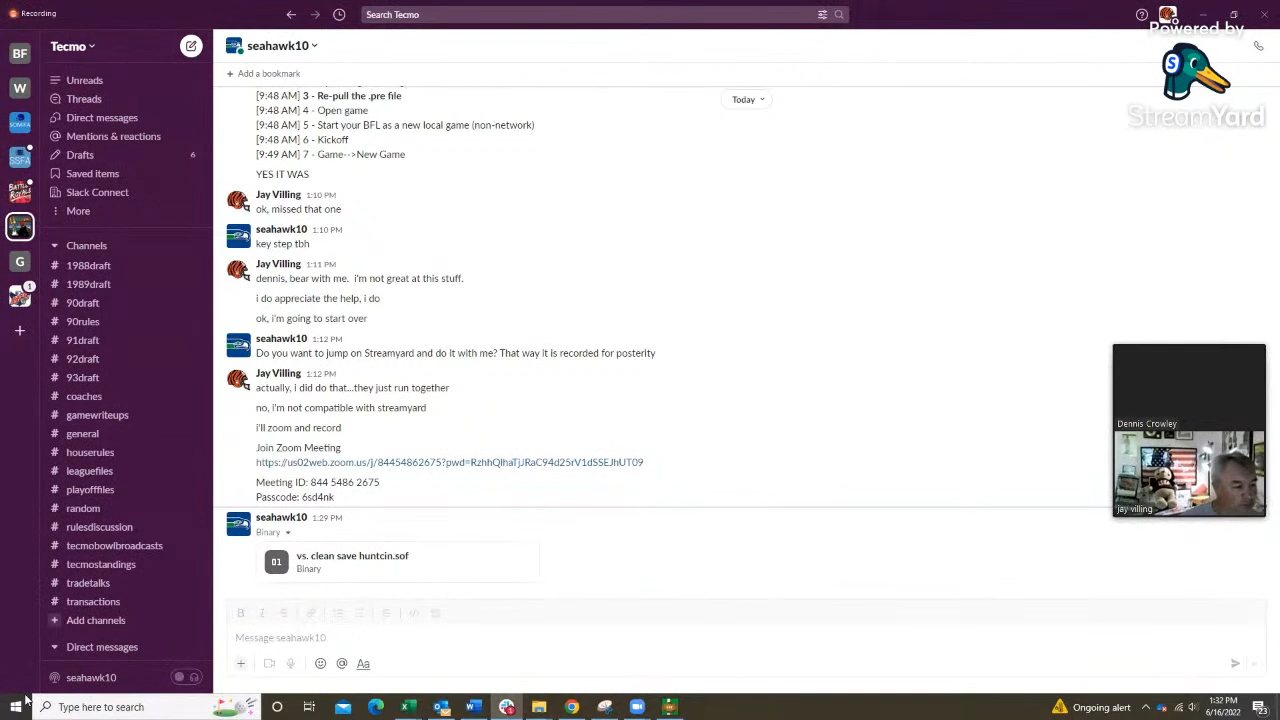 Recording
Search Tecmo
Powered by
StreamYard
BF
W
SSFA
G
1
Tecmo
Unreads
Threads
Direct messages
Mentions & reactions
Drafts 6
Saved items
Slack Connect
More
Channels
# 1988draft
# 1989draft
# 90draft
# 90rules
# 91draft
# 92draft
# 93draft
# coaches
# gamewriteups
# general
# houserules
# leaguefiles
# playofffiles
# random
# rulesdiscussion
# tecmobowlbroadcasts
# tecmostandings
# tradetalks
# transactions
+ Add channels
Direct messages
seahawk10
seahawk10
+ Add a bookmark
Today
[9:48 AM] 3 - Re-pull the .pre file
[9:48 AM] 4 - Open game
[9:48 AM] 5 - Start your BFL as a new local game (non-network)
[9:48 AM] 6 - Kickoff
[9:49 AM] 7 - Game-->New Game
YES IT WAS
Jay Villing 1:10 PM
ok, missed that one
seahawk10 1:10 PM
key step tbh
Jay Villing 1:11 PM
dennis, bear with me. i'm not great at this stuff.
i do appreciate the help, i do
ok, i'm going to start over
seahawk10 1:12 PM
Do you want to jump on Streamyard and do it with me? That way it is recorded for posterity
Jay Villing 1:12 PM
actually, i did do that...they just run together
no, i'm not compatible with streamyard
i'll zoom and record
Join Zoom Meeting
https://us02web.zoom.us/j/84454862675?pwd=RzhhQlhaTjJRaC94d25rV1dSSEJhUT09
Meeting ID: 844 5486 2675
Passcode: 6sd4nk
seahawk10 1:29 PM
Binary
01
vs. clean save huntcin.sof
Binary
Message seahawk10
Dennis Crowley
jay villing
Type here to search
Ongoing alert
1:32 PM
6/16/2022